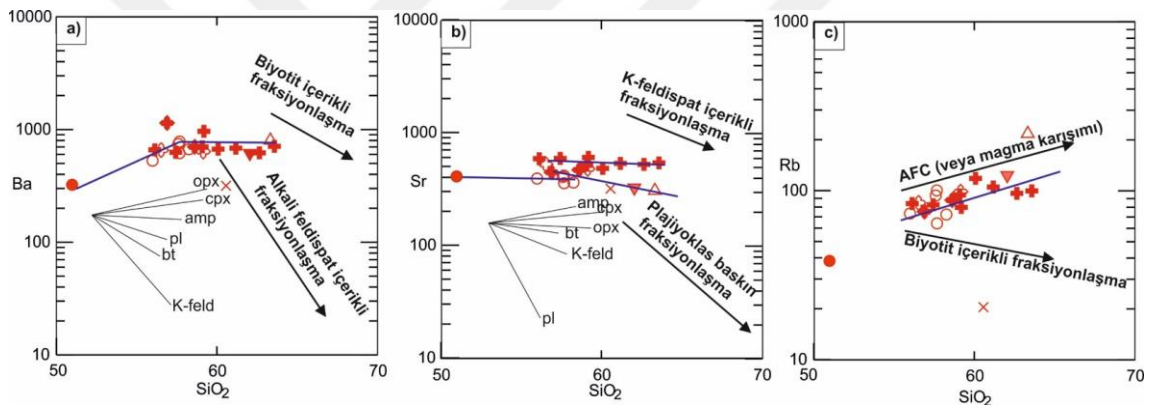 a)
10000
1000
100
10
Ba
50
60
70
SiO2
Biyotit içerikli
fraksiyonlaşma
Alkali feldispat içerikli
fraksiyonlaşma
opx
cpx
amp
pl
bt
K-feld
b)
10000
1000
100
10
Sr
50
60
70
SiO2
K-feldispat içerikli
fraksiyonlaşma
Plajiyoklas baskın
fraksiyonlaşma
amp
cpx
opx
bt
K-feld
pl
c)
1000
100
10
Rb
50
60
70
SiO2
AFC (veya magma karışımı)
Biyotit içerikli fraksiyonlaşma